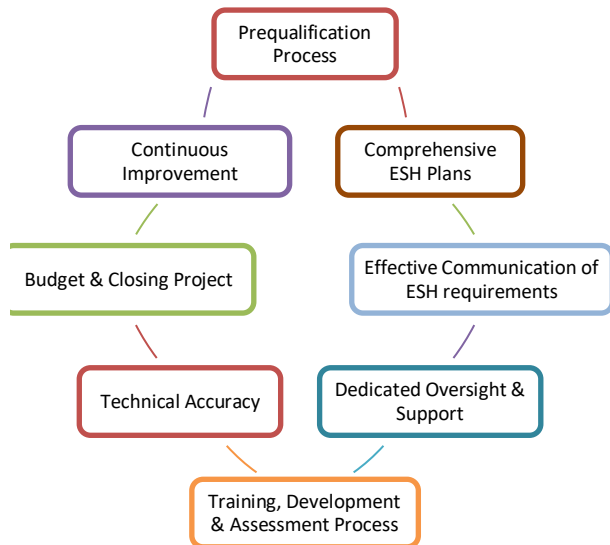 Prequalification
Process
Continuous
Improvement
Comprehensive
ESH Plans
Budget & Closing Project
Effective Communication of
ESH requirements
Technical Accuracy
Dedicated Oversight &
Support
Training, Development
& Assessment Process